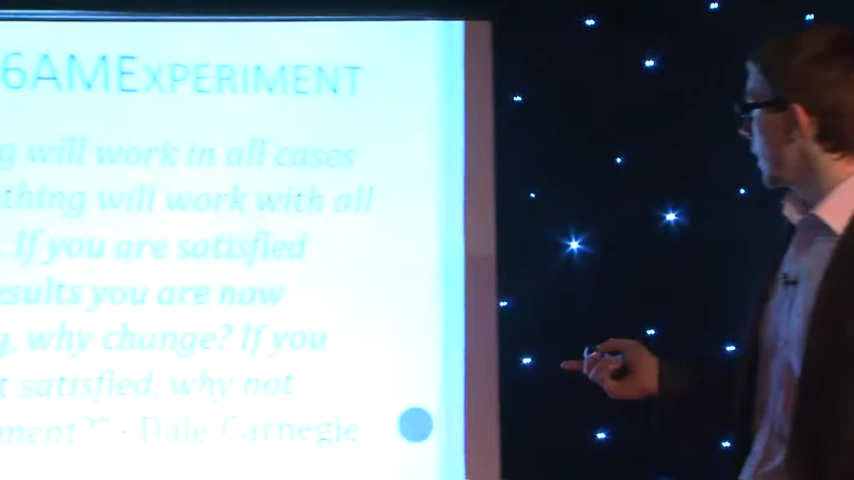 6AMEXPERIMENT
g will work in all cases
thing will work with all
. If you are satisfied
esults you are now
g, why change? If you
t satisfied, why not
ment?" - Dale Carnegie